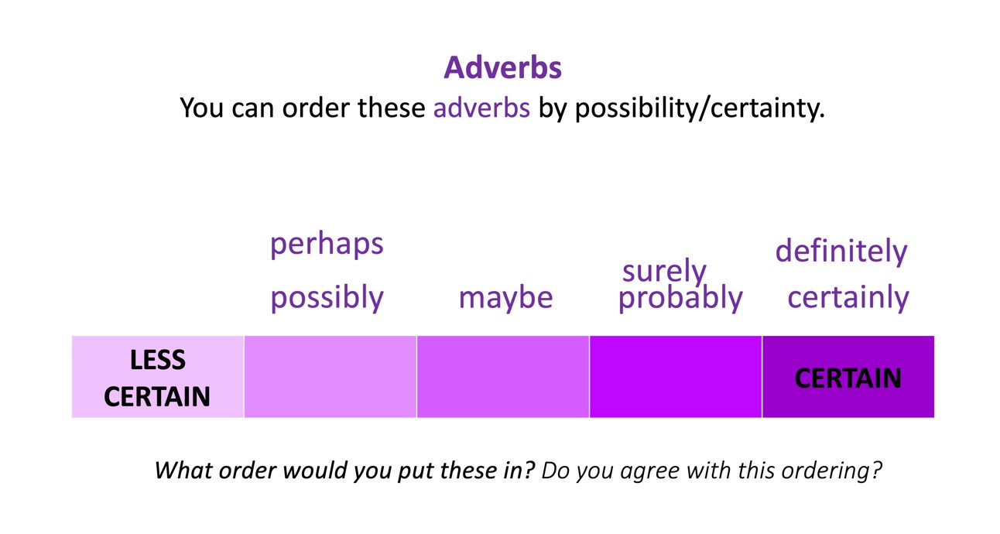 Adverbs
You can order these adverbs by possibility/certainty.
perhaps
possibly
maybe
surely
probably
definitely
certainly
LESS
CERTAIN
CERTAIN
What order would you put these in? Do you agree with this ordering?